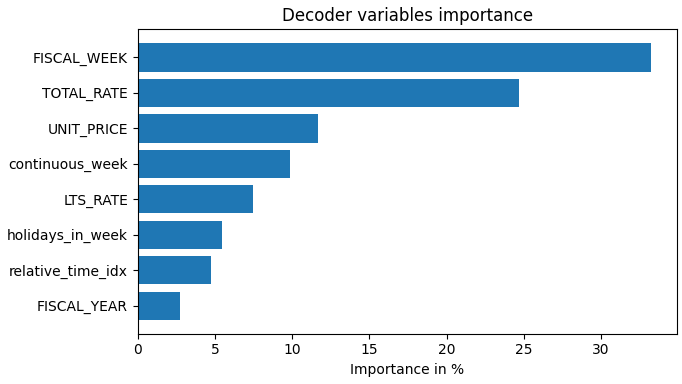 Decoder variables importance
FISCAL_WEEK
TOTAL_RATE
UNIT_PRICE
continuous_week
LTS_RATE
holidays_in_week
relative_time_idx
FISCAL_YEAR
0 5 10 15 20 25 30
Importance in %